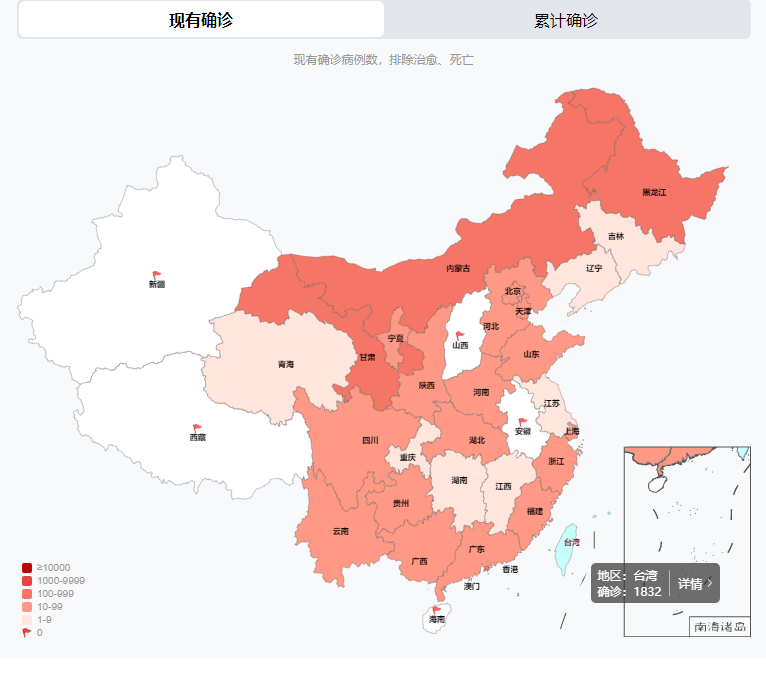 现有确诊
累计确诊
现有确诊病例数，排除治愈、死亡
黑龙江
吉林
辽宁
内蒙古
新疆
北京
天津
河北
宁夏
山西
甘肃
山东
青海
陕西
河南
江苏
西藏
安徽
上海
四川
湖北
重庆
浙江
湖南
江西
贵州
福建
云南
台湾
广西
广东
香港
澳门
海南
地区：台湾
确诊：1832
详情
≥10000
1000-9999
100-999
10-99
1-9
0
南海诸岛